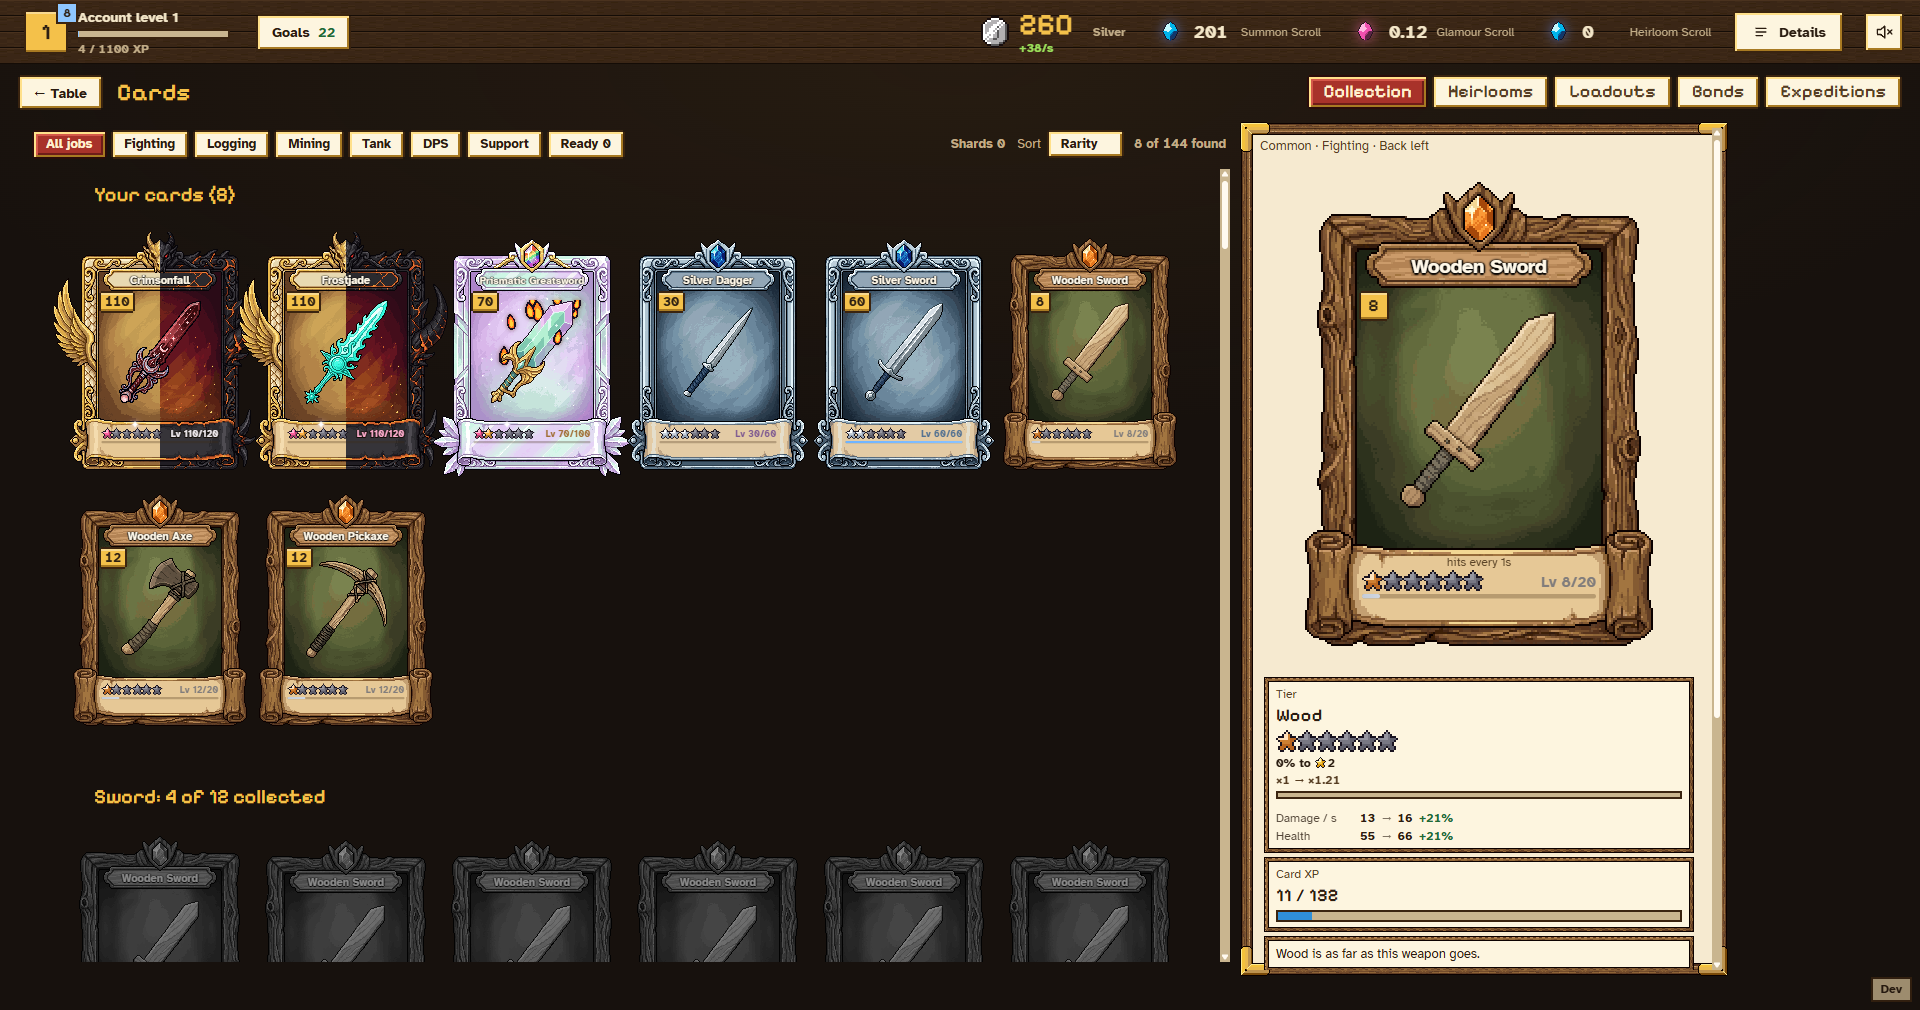 1
8
Account level 1
4 / 1100 XP
Goals 22
260
+38/s
Silver
201 Summon Scroll
0.12 Glamour Scroll
0 Heirloom Scroll
Details
← Table
Cards
Collection
Heirlooms
Loadouts
Bonds
Expeditions
All jobs
Fighting
Logging
Mining
Tank
DPS
Support
Ready 0
Shards 0
Sort
Rarity
8 of 144 found
Your cards (8)
Crimsonfall
110
Lv 110/120
Frostjade
110
Lv 110/120
Prismatic Greatsword
70
Lv 70/100
Silver Dagger
30
Lv 30/60
Silver Sword
60
Lv 60/60
Wooden Sword
8
Lv 8/20
Wooden Axe
12
Lv 12/20
Wooden Pickaxe
12
Lv 12/20
Sword: 4 of 12 collected
Wooden Sword
Wooden Sword
Wooden Sword
Wooden Sword
Wooden Sword
Wooden Sword
Common · Fighting · Back left
Wooden Sword
8
hits every 1s
Lv 8/20
Tier
Wood
0% to 2
×1 → ×1.21
Damage / s 13 → 16 +21%
Health 55 → 66 +21%
Card XP
11 / 132
Wood is as far as this weapon goes.
Dev